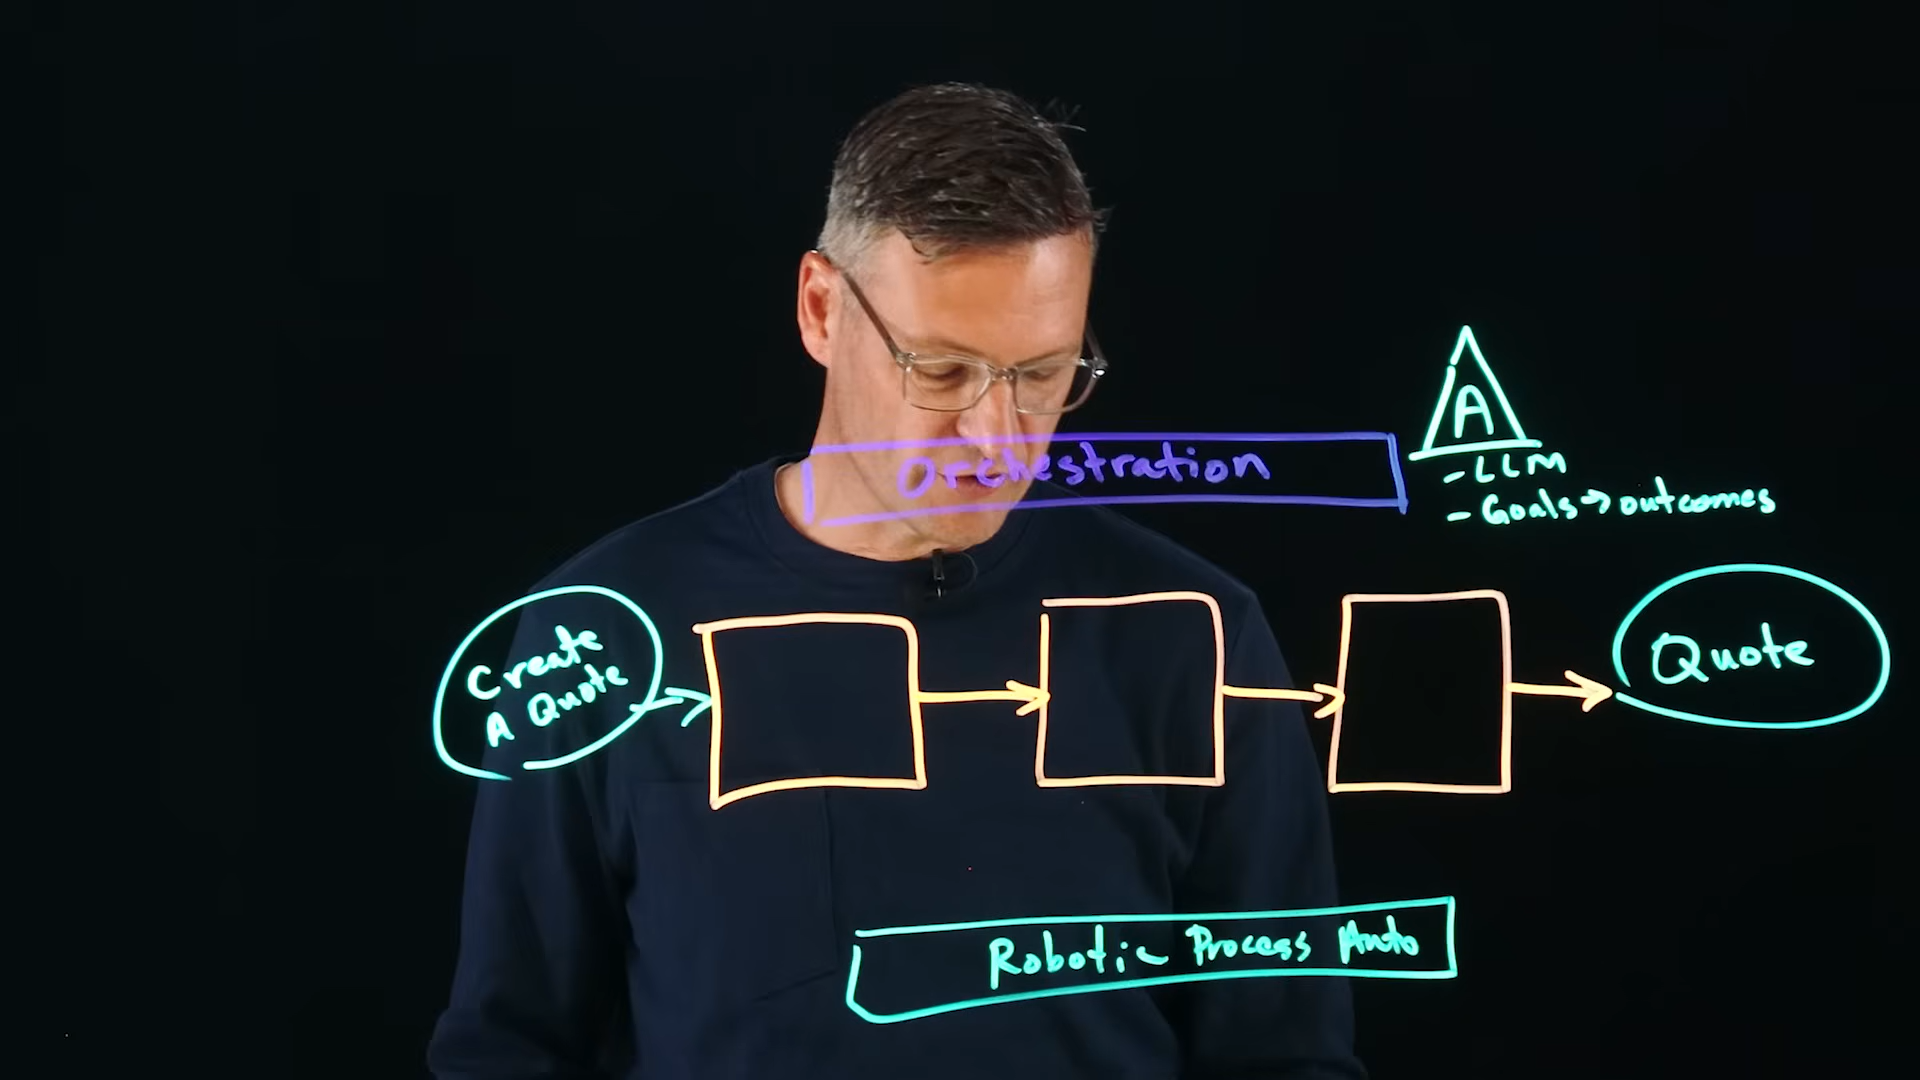 Orchestration
A
- LLM
- Goals → outcomes
Create
A Quote
Quote
Robotic Process Auto